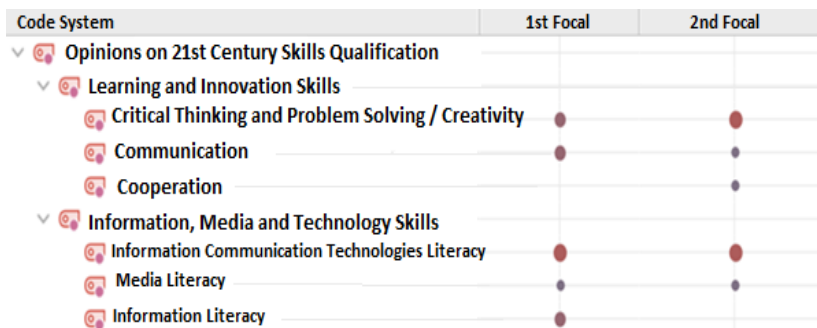 Code System 1st Focal 2nd Focal
Opinions on 21st Century Skills Qualification
Learning and Innovation Skills
Critical Thinking and Problem Solving / Creativity
Communication
Cooperation
Information, Media and Technology Skills
Information Communication Technologies Literacy
Media Literacy
Information Literacy